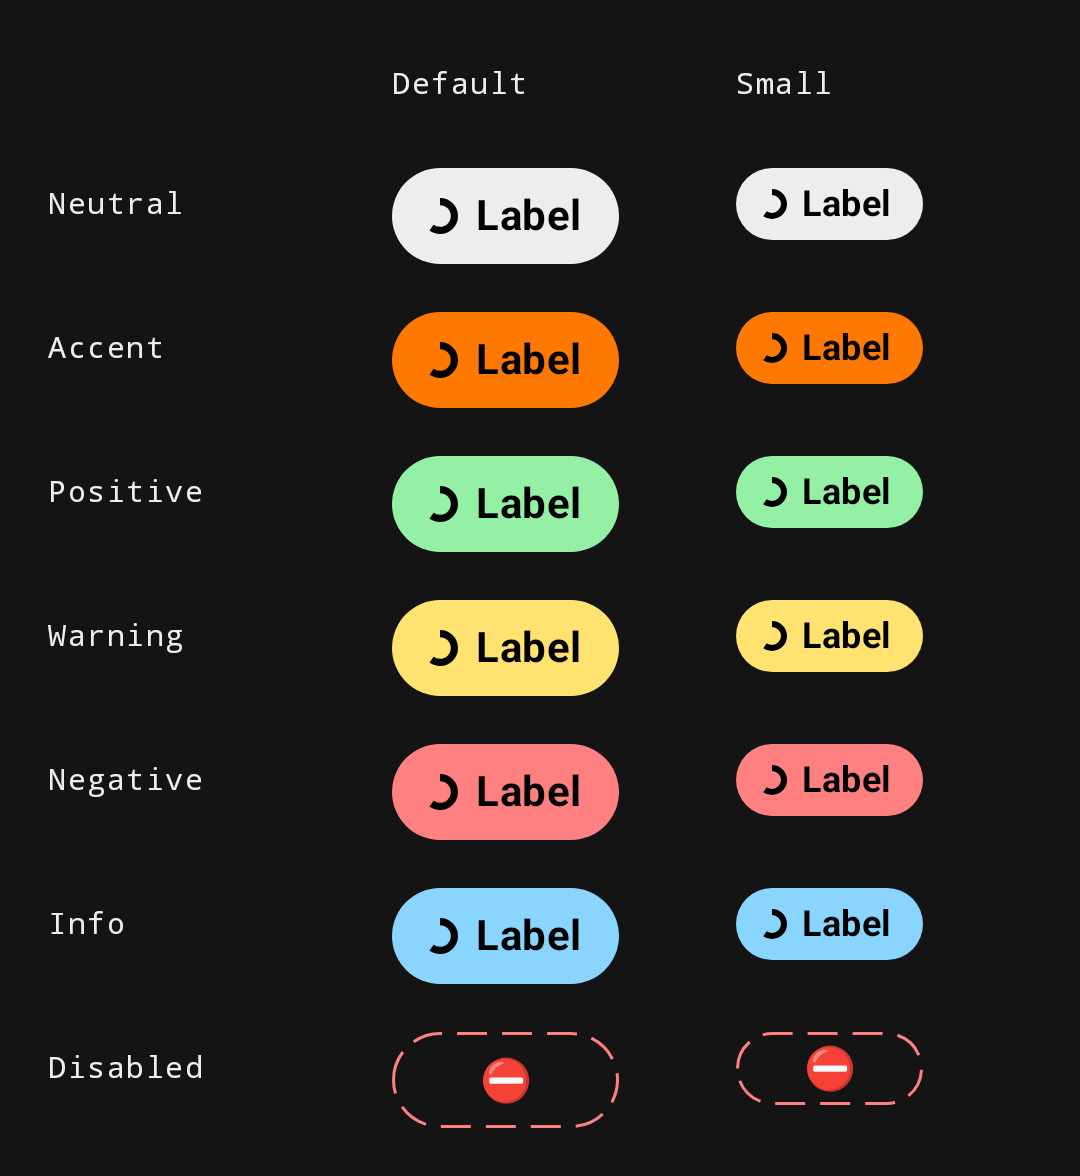 Default Small
Neutral Label Label
Accent Label Label
Positive Label Label
Warning Label Label
Negative Label Label
Info Label Label
Disabled